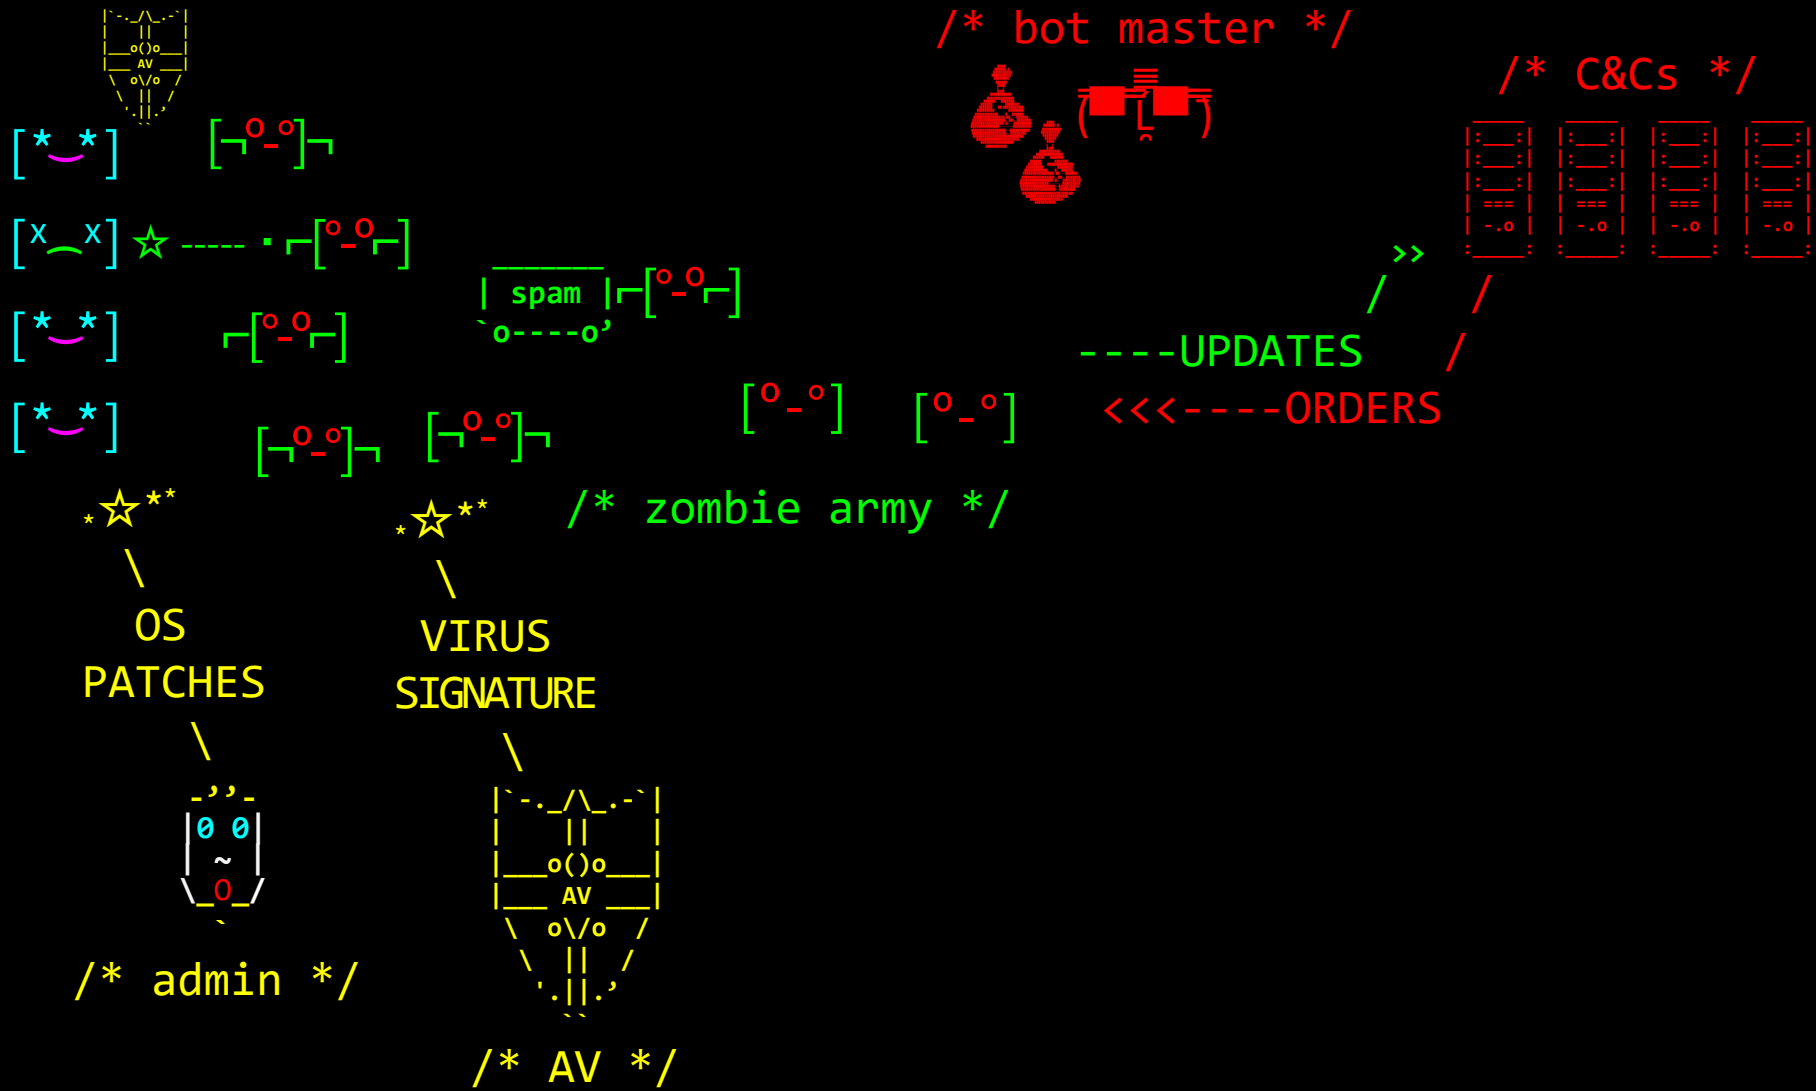 /* bot master */
/* C&Cs */
AV
spam
----UPDATES
<<<----ORDERS
/* zombie army */
OS
PATCHES
VIRUS
SIGNATURE
AV
/* admin */
/* AV */